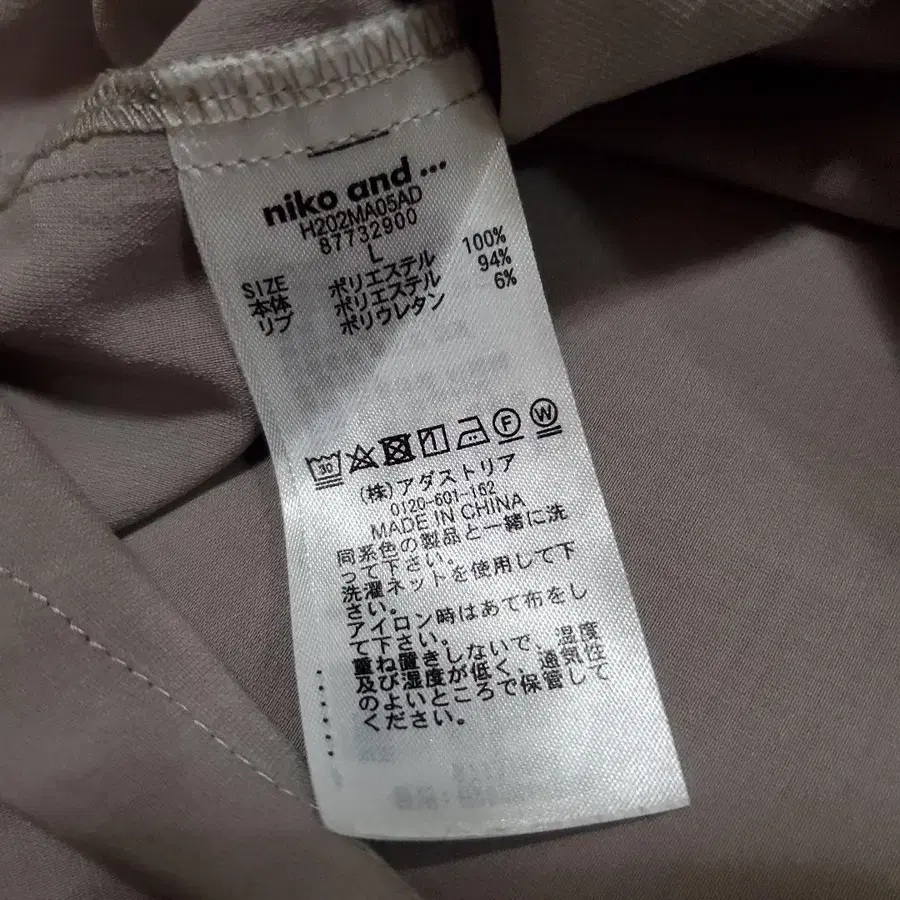 niko and ...
H202MA05AD
87732900
SIZE L
本体 ポリエステル 100%
リブ ポリエステル 94%
ポリウレタン 6%
30 F W
(株)アダストリア
0120-601-162
MADE IN CHINA
同系色の製品と一緒に洗
って下さい。
洗濯ネットを使用して下
さい。
アイロン時はあて布をし
て下さい。
重ね置きしないで、温度
及び湿度が低く、通気性
のよいところで保管して
ください。